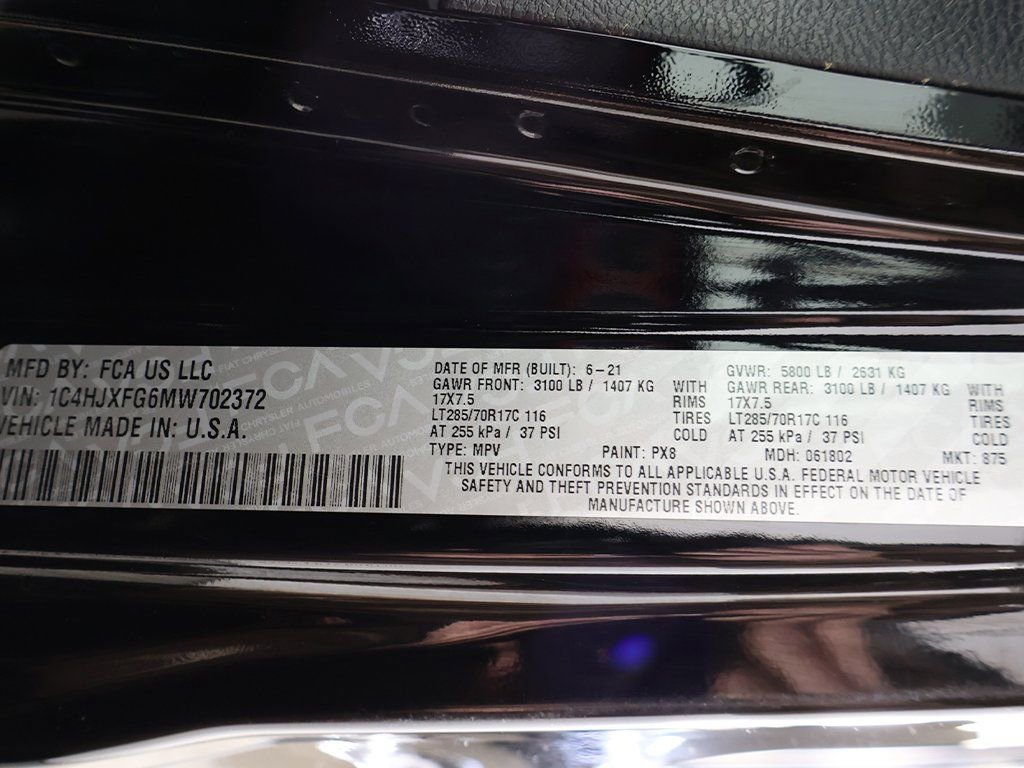 MFD BY: FCA US LLC
VIN: 1C4HJXFG6MW702372
VEHICLE MADE IN: U.S.A.
DATE OF MFR (BUILT): 6-21
GAWR FRONT: 3100 LB / 1407 KG WITH
17X7.5 RIMS
LT285/70R17C 116 TIRES
AT 255 kPa / 37 PSI COLD
TYPE: MPV PAINT: PX8
GVWR: 5800 LB / 2631 KG
GAWR REAR: 3100 LB / 1407 KG WITH
17X7.5 RIMS
LT285/70R17C 116 TIRES
AT 255 kPa / 37 PSI COLD
MDH: 061802 MKT: 875
THIS VEHICLE CONFORMS TO ALL APPLICABLE U.S.A. FEDERAL MOTOR VEHICLE
SAFETY AND THEFT PREVENTION STANDARDS IN EFFECT ON THE DATE OF
MANUFACTURE SHOWN ABOVE.